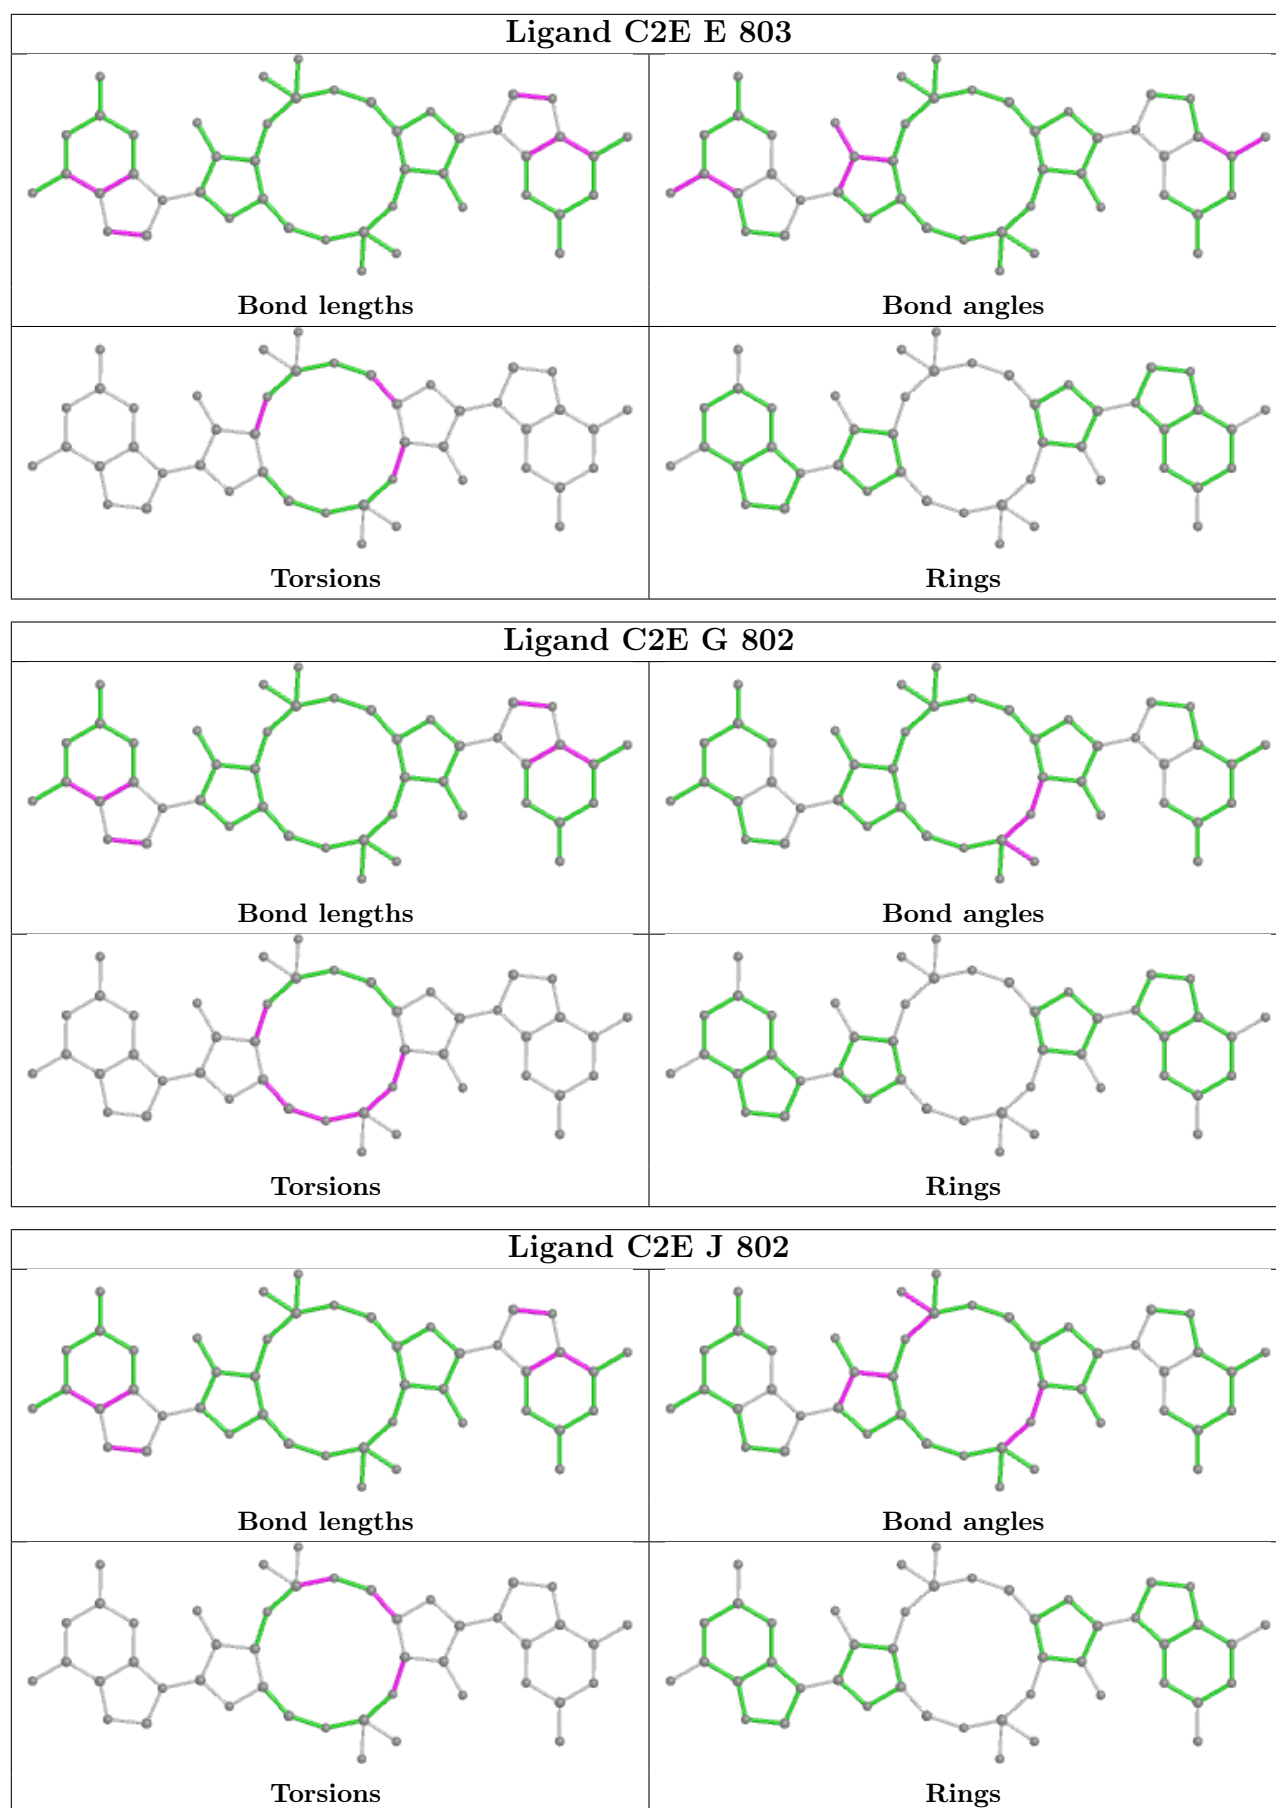 Ligand C2E E 803
Bond lengths
Bond angles
Torsions
Rings
Ligand C2E G 802
Bond lengths
Bond angles
Torsions
Rings
Ligand C2E J 802
Bond lengths
Bond angles
Torsions
Rings